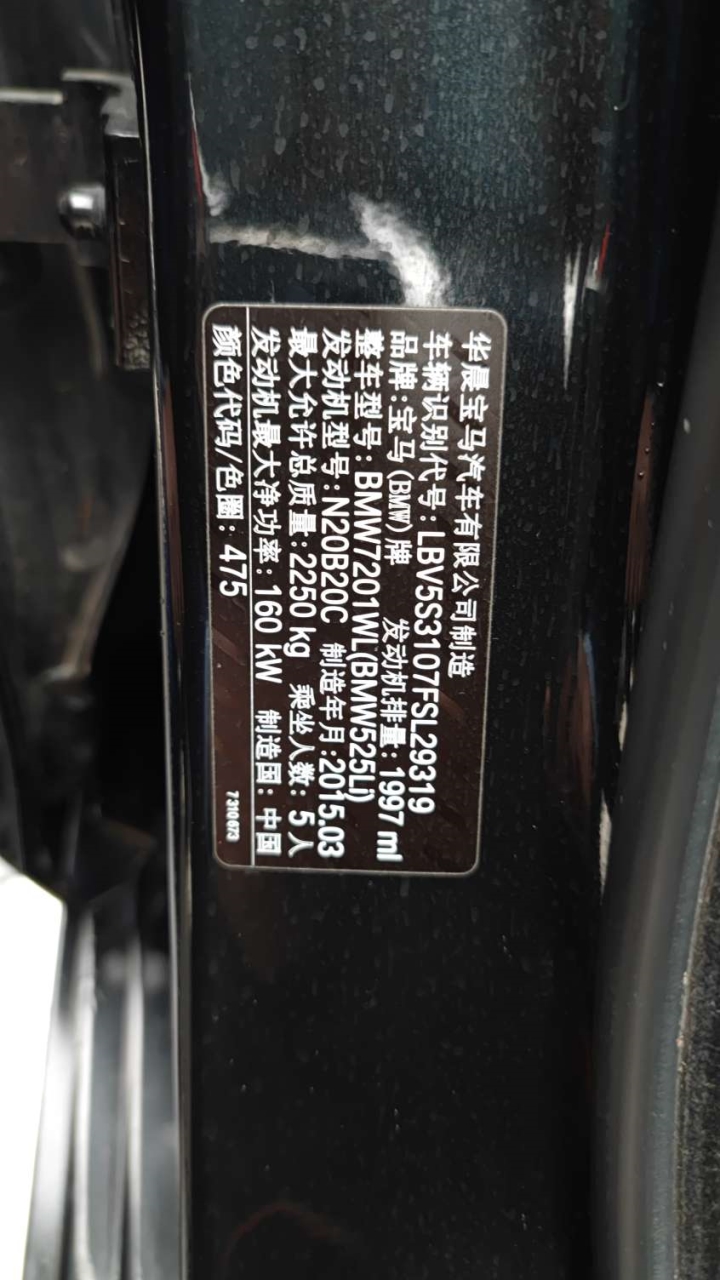 华晨宝马汽车有限公司制造
车辆识别代号: LBV5S3107FSL29319
品牌:宝马(BMW)牌 发动机排量: 1997 ml
整车型号: BMW7201WL(BMW525Li)
发动机型号: N20B20C 制造年月:2015.03
最大允许总质量: 2250 kg 乘坐人数: 5 人
发动机最大净功率: 160 kW 制造国: 中国
颜色代码/色圈: 475
7310673